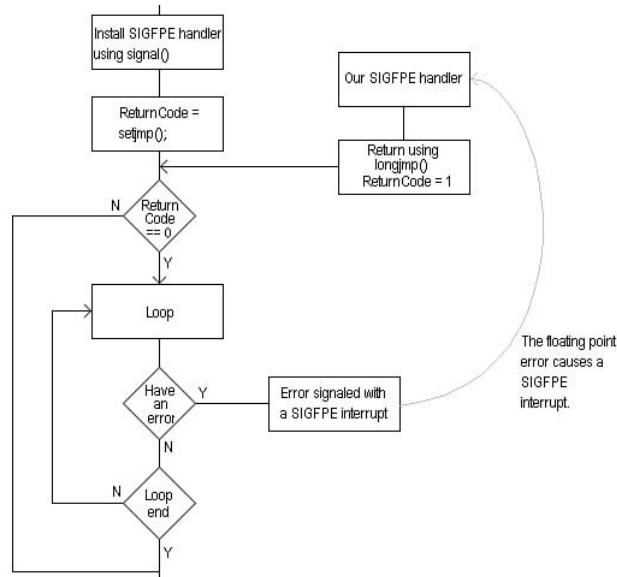 Install SIGFPE handler
using signal()
Our SIGFPE handler
ReturnCode =
setjmp();
Return using
longjmp()
ReturnCode = 1
N
Return
Code
== 0
Y
Loop
The floating point
error causes a
SIGFPE
interrupt.
Have
an
error
Y
Error signaled with
a SIGFPE interrupt
N
N
Loop
end
Y